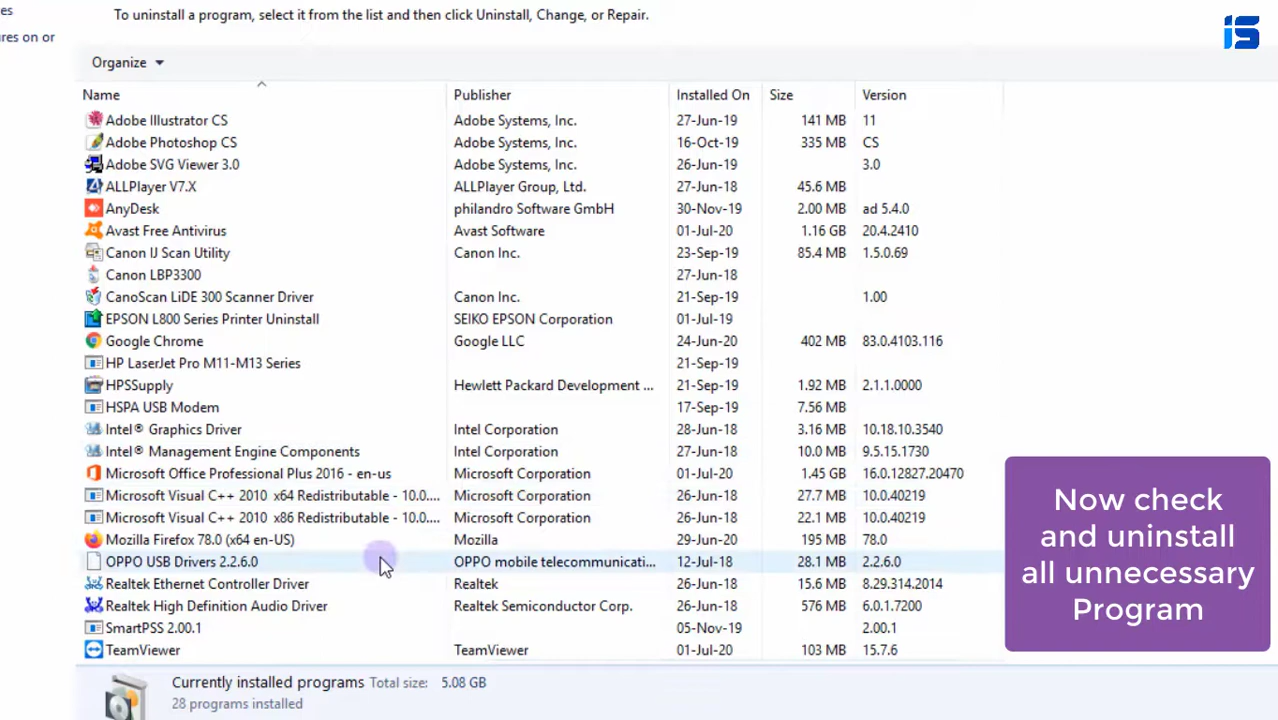 es
To uninstall a program, select it from the list and then click Uninstall, Change, or Repair.
iS
ures on or
Organize
Name Publisher Installed On Size Version
Adobe Illustrator CS Adobe Systems, Inc. 27-Jun-19 141 MB 11
Adobe Photoshop CS Adobe Systems, Inc. 16-Oct-19 335 MB CS
Adobe SVG Viewer 3.0 Adobe Systems, Inc. 26-Jun-19 3.0
ALLPlayer V7.X ALLPlayer Group, Ltd. 27-Jun-18 45.6 MB
AnyDesk philandro Software GmbH 30-Nov-19 2.00 MB ad 5.4.0
Avast Free Antivirus Avast Software 01-Jul-20 1.16 GB 20.4.2410
Canon IJ Scan Utility Canon Inc. 23-Sep-19 85.4 MB 1.5.0.69
Canon LBP3300 27-Jun-18
CanoScan LiDE 300 Scanner Driver Canon Inc. 21-Sep-19 1.00
EPSON L800 Series Printer Uninstall SEIKO EPSON Corporation 01-Jul-19
Google Chrome Google LLC 24-Jun-20 402 MB 83.0.4103.116
HP LaserJet Pro M11-M13 Series 21-Sep-19
HPSSupply Hewlett Packard Development ... 21-Sep-19 1.92 MB 2.1.1.0000
HSPA USB Modem 17-Sep-19 7.56 MB
Intel® Graphics Driver Intel Corporation 28-Jun-19 3.16 MB 10.18.10.3540
Intel® Management Engine Components Intel Corporation 27-Jun-18 10.0 MB 9.5.15.1730
Microsoft Office Professional Plus 2016 - en-us Microsoft Corporation 01-Jul-20 1.45 GB 16.0.12827.20470
Microsoft Visual C++ 2010 x64 Redistributable - 10.0.... Microsoft Corporation 26-Jun-18 27.7 MB 10.0.40219
Microsoft Visual C++ 2010 x86 Redistributable - 10.0.... Microsoft Corporation 26-Jun-18 22.1 MB 10.0.40219
Mozilla Firefox 78.0 (x64 en-US) Mozilla 29-Jun-20 195 MB 78.0
OPPO USB Drivers 2.2.6.0 OPPO mobile telecommunicati... 12-Jul-18 28.1 MB 2.2.6.0
Realtek Ethernet Controller Driver Realtek 26-Jun-18 15.6 MB 8.29.314.2014
Realtek High Definition Audio Driver Realtek Semiconductor Corp. 26-Jun-18 576 MB 6.0.1.7200
SmartPSS 2.00.1 05-Nov-19 2.00.1
TeamViewer TeamViewer 01-Jul-20 103 MB 15.7.6
Now check
and uninstall
all unnecessary
Program
Currently installed programs Total size: 5.08 GB
28 programs installed